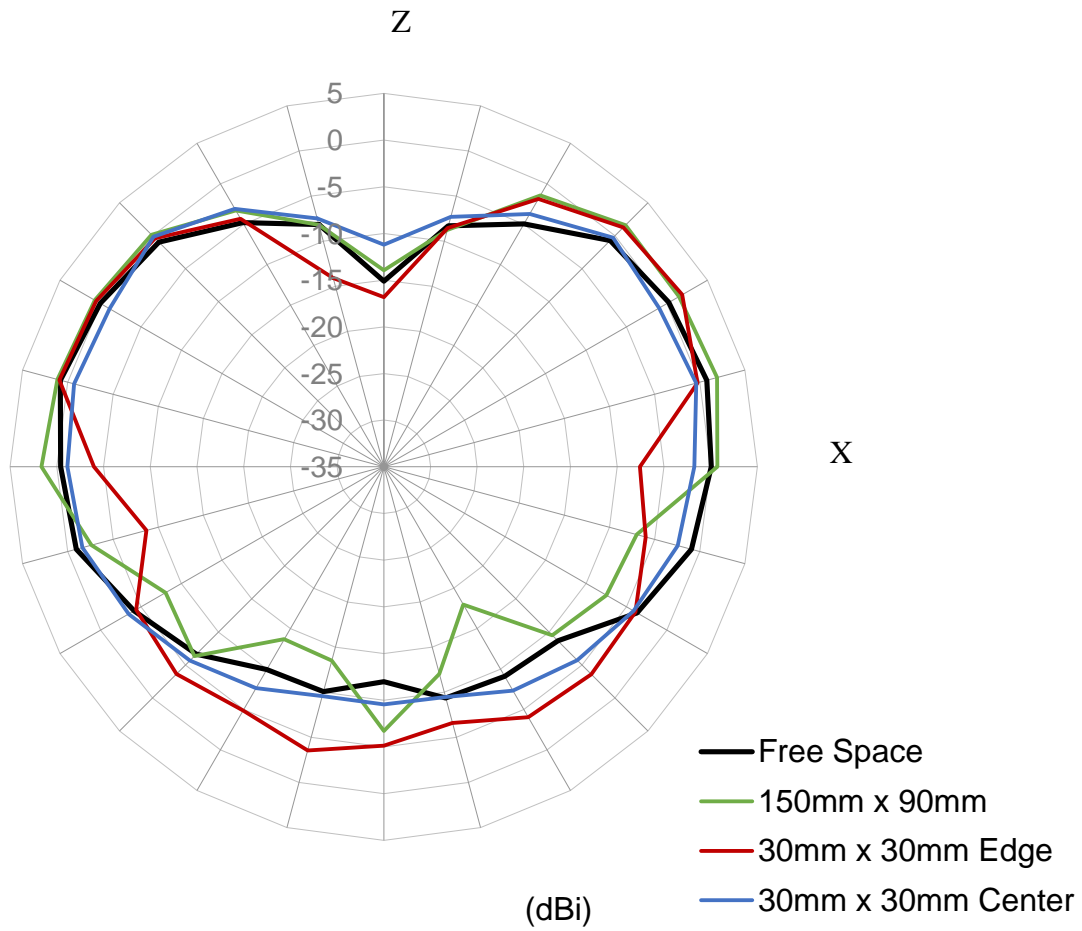 Z
5
0
-5
-10
-15
-20
-25
-30
-35
X
Free Space
150mm x 90mm
30mm x 30mm Edge
30mm x 30mm Center
(dBi)